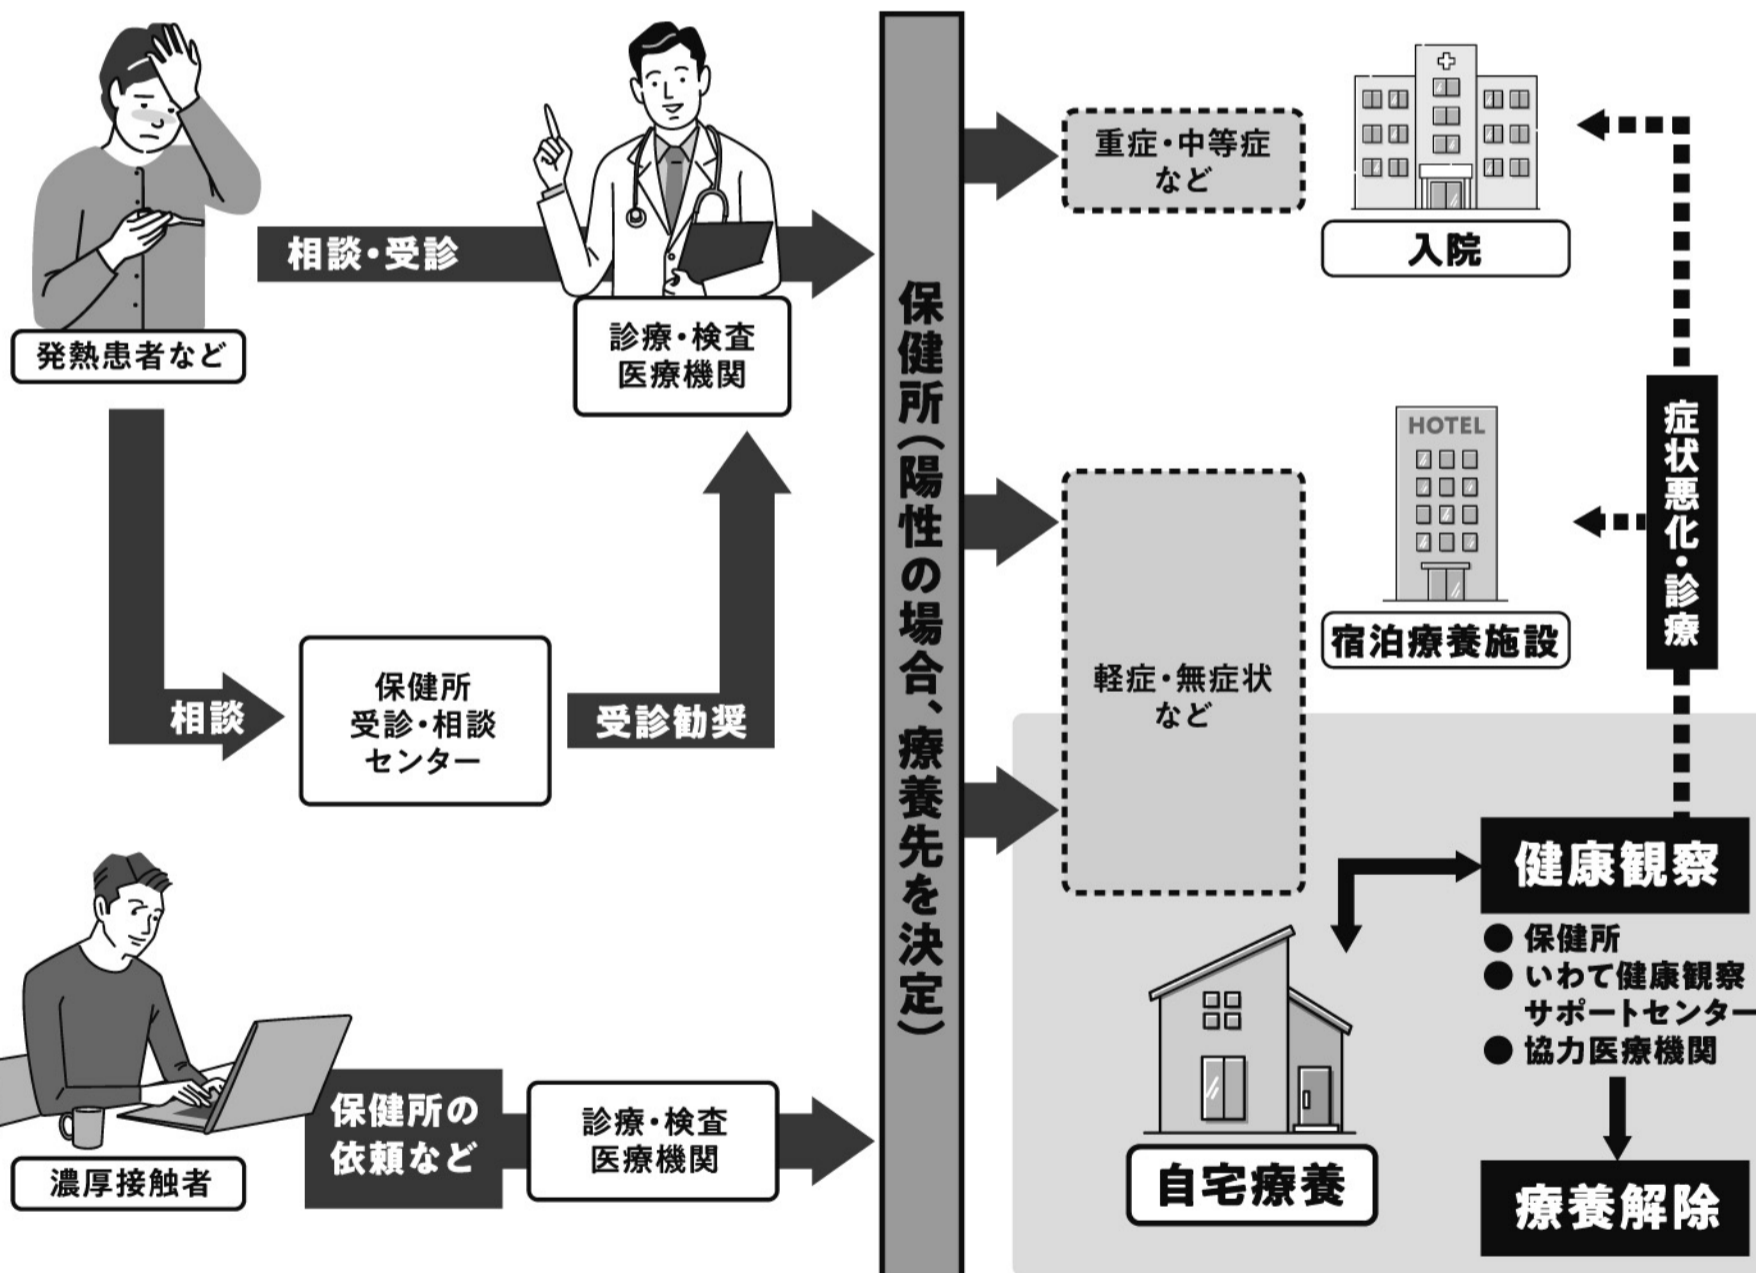 発熱患者など
相談・受診
診療・検査
医療機関
相談
保健所
受診・相談
センター
受診勧奨
濃厚接触者
保健所の
依頼など
診療・検査
医療機関
保健所(陽性の場合、療養先を決定)
重症・中等症
など
入院
軽症・無症状
など
HOTEL
宿泊療養施設
症状悪化・診療
自宅療養
健康観察
● 保健所
● いわて健康観察
サポートセンター
● 協力医療機関
療養解除